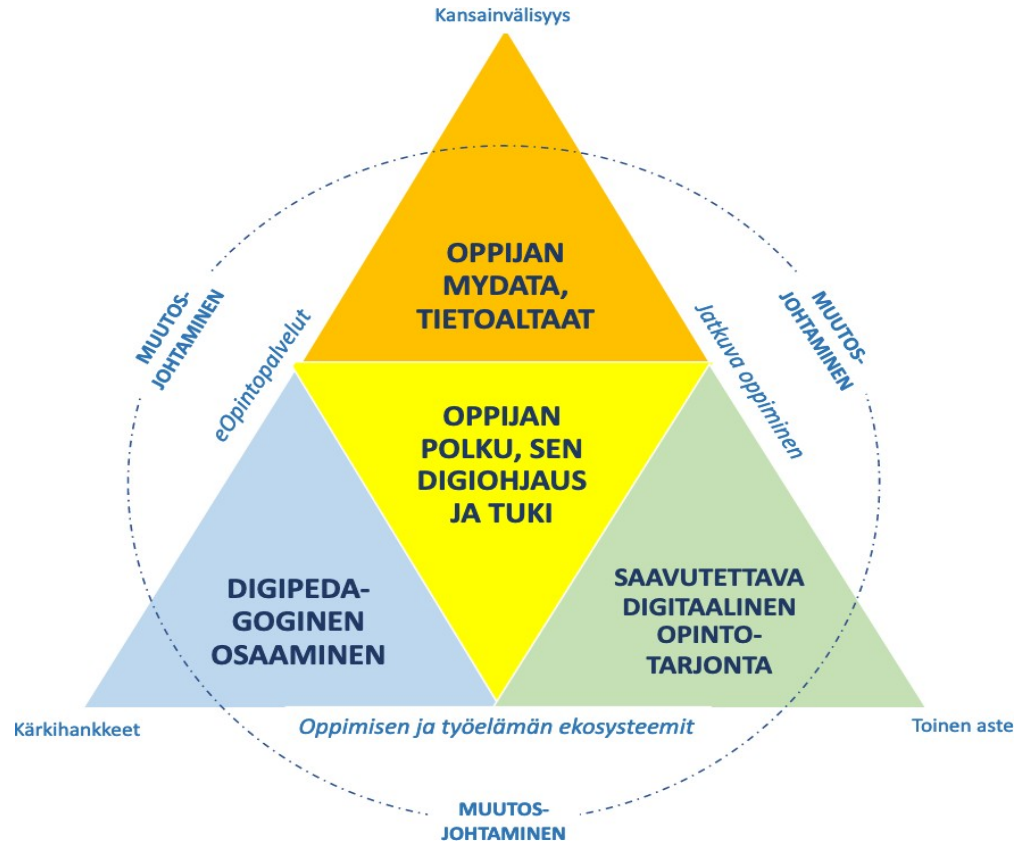 Kansainvälisyys
OPPIJAN
MYDATA,
TIETOALTAAT
MUUTOS-
JOHTAMINEN
eOpintopalvelut
Jatkuva oppiminen
MUUTOS-
JOHTAMINEN
OPPIJAN
POLKU, SEN
DIGIOHJAUS
JA TUKI
DIGIPEDA-
GOGINEN
OSAAMINEN
SAAVUTETTAVA
DIGITAALINEN
OPINTO-
TARJONTA
Kärkihankkeet
Oppimisen ja työelämän ekosysteemit
Toinen aste
MUUTOS-
JOHTAMINEN